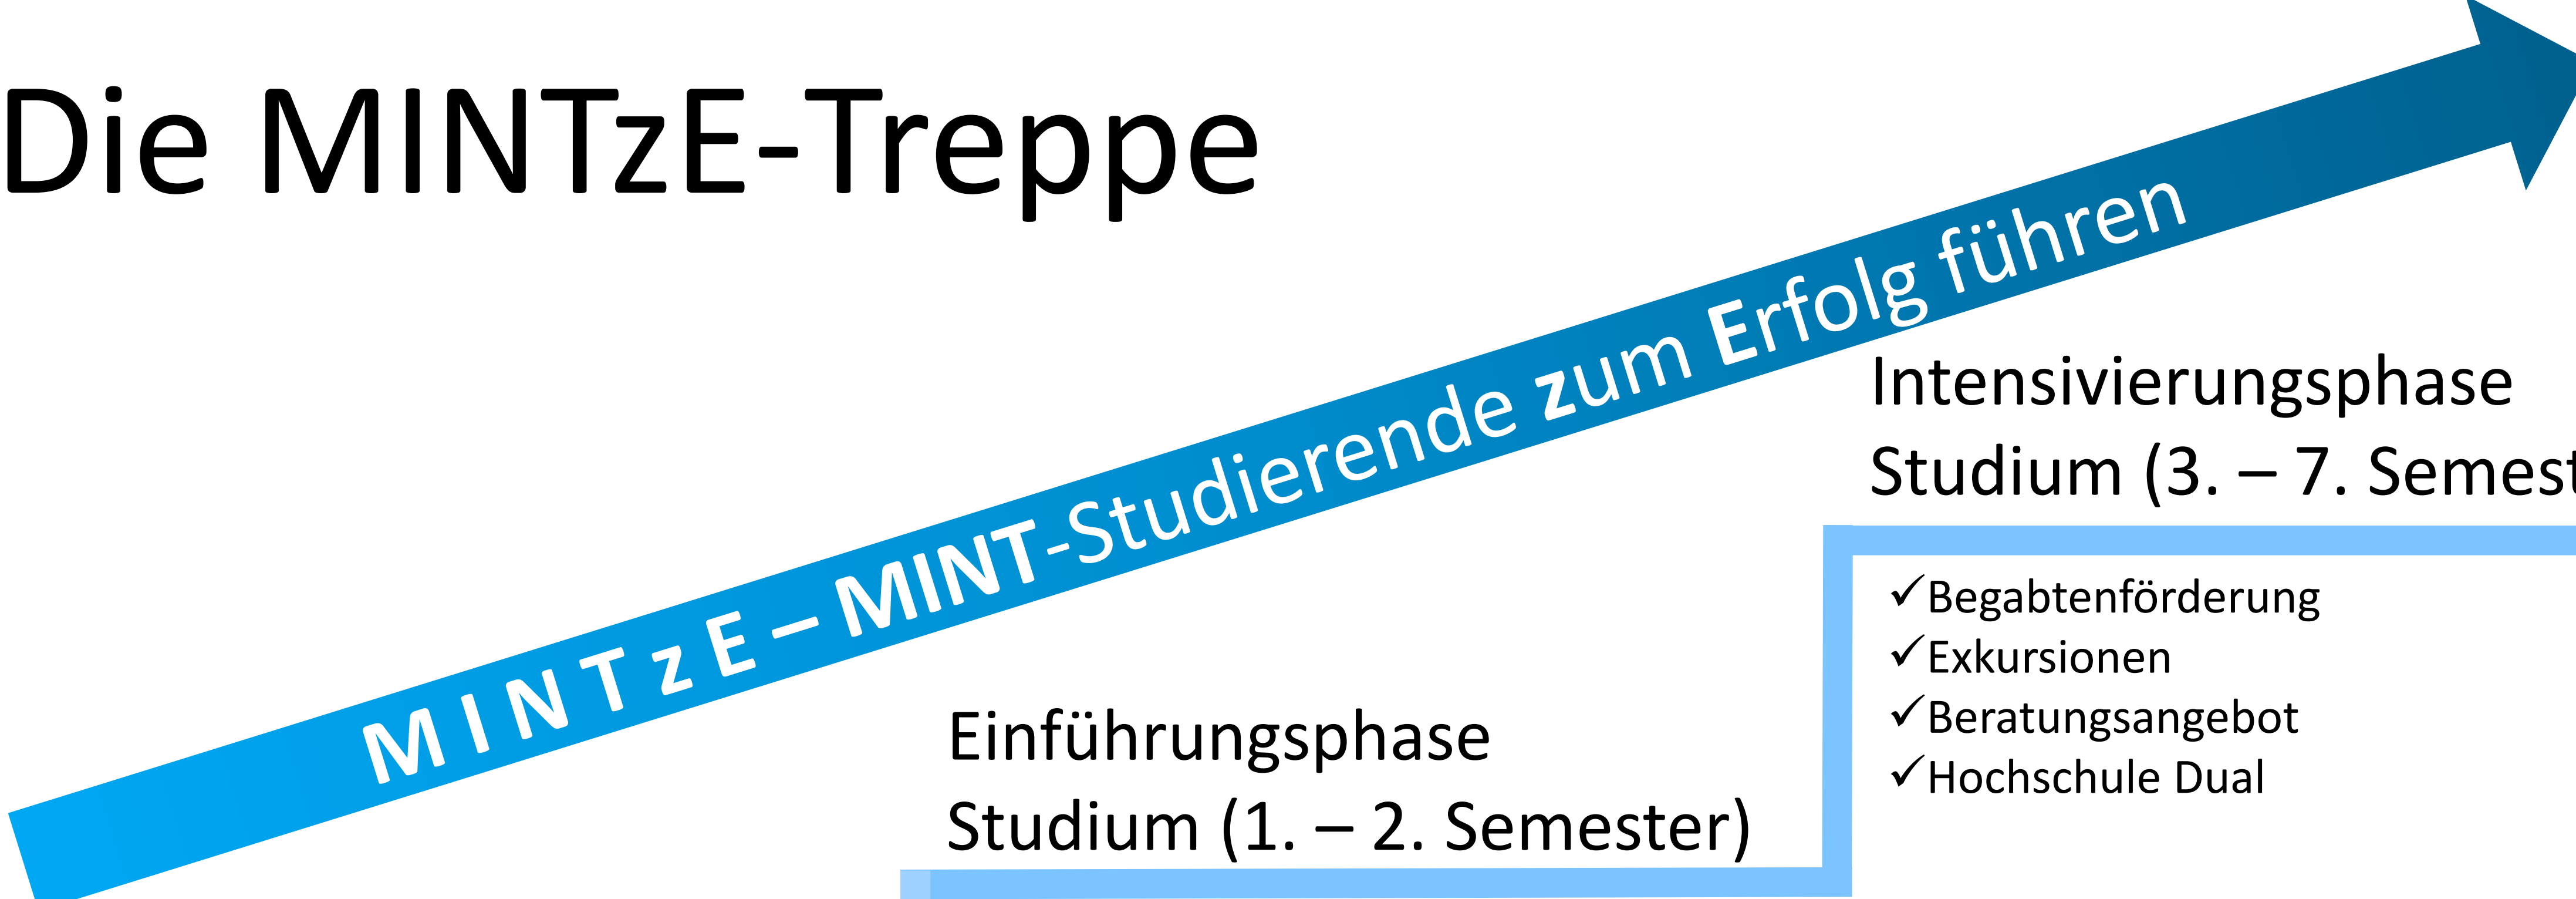 Die MINTzE-Treppe
M I N T z E – MINT-Studierende zum Erfolg führen
Intensivierungsphase
Studium (3. – 7. Semest
✓Begabtenförderung
✓Exkursionen
✓Beratungsangebot
✓Hochschule Dual
Einführungsphase
Studium (1. – 2. Semester)